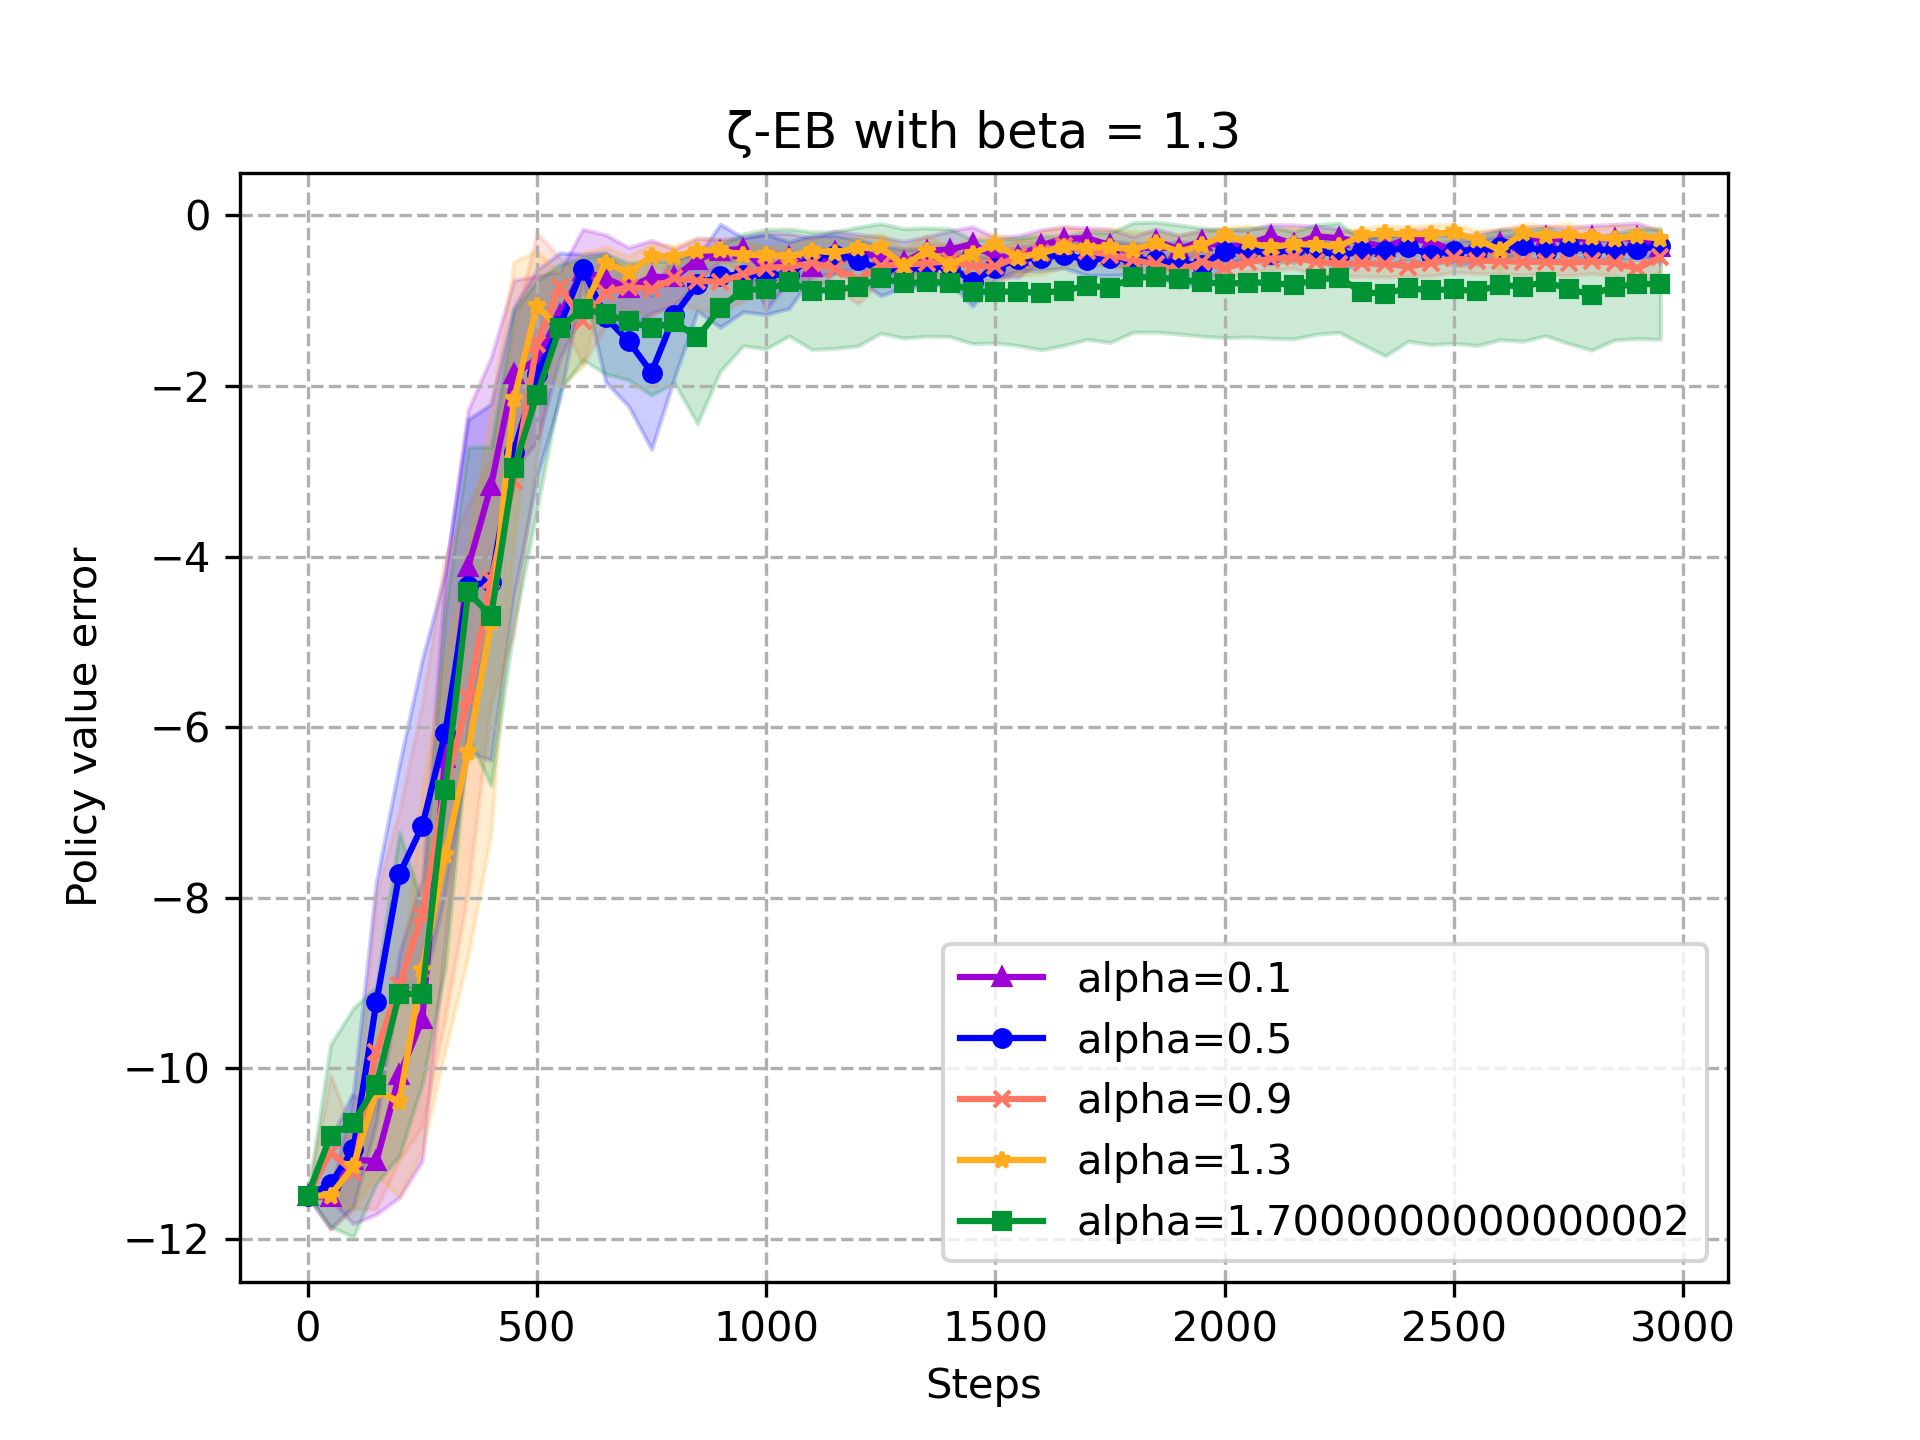 ζ-EB with beta = 1.3
Policy value error
0
−2
−4
−6
−8
−10
−12
alpha=0.1
alpha=0.5
alpha=0.9
alpha=1.3
alpha=1.7000000000000002
0 500 1000 1500 2000 2500 3000
Steps